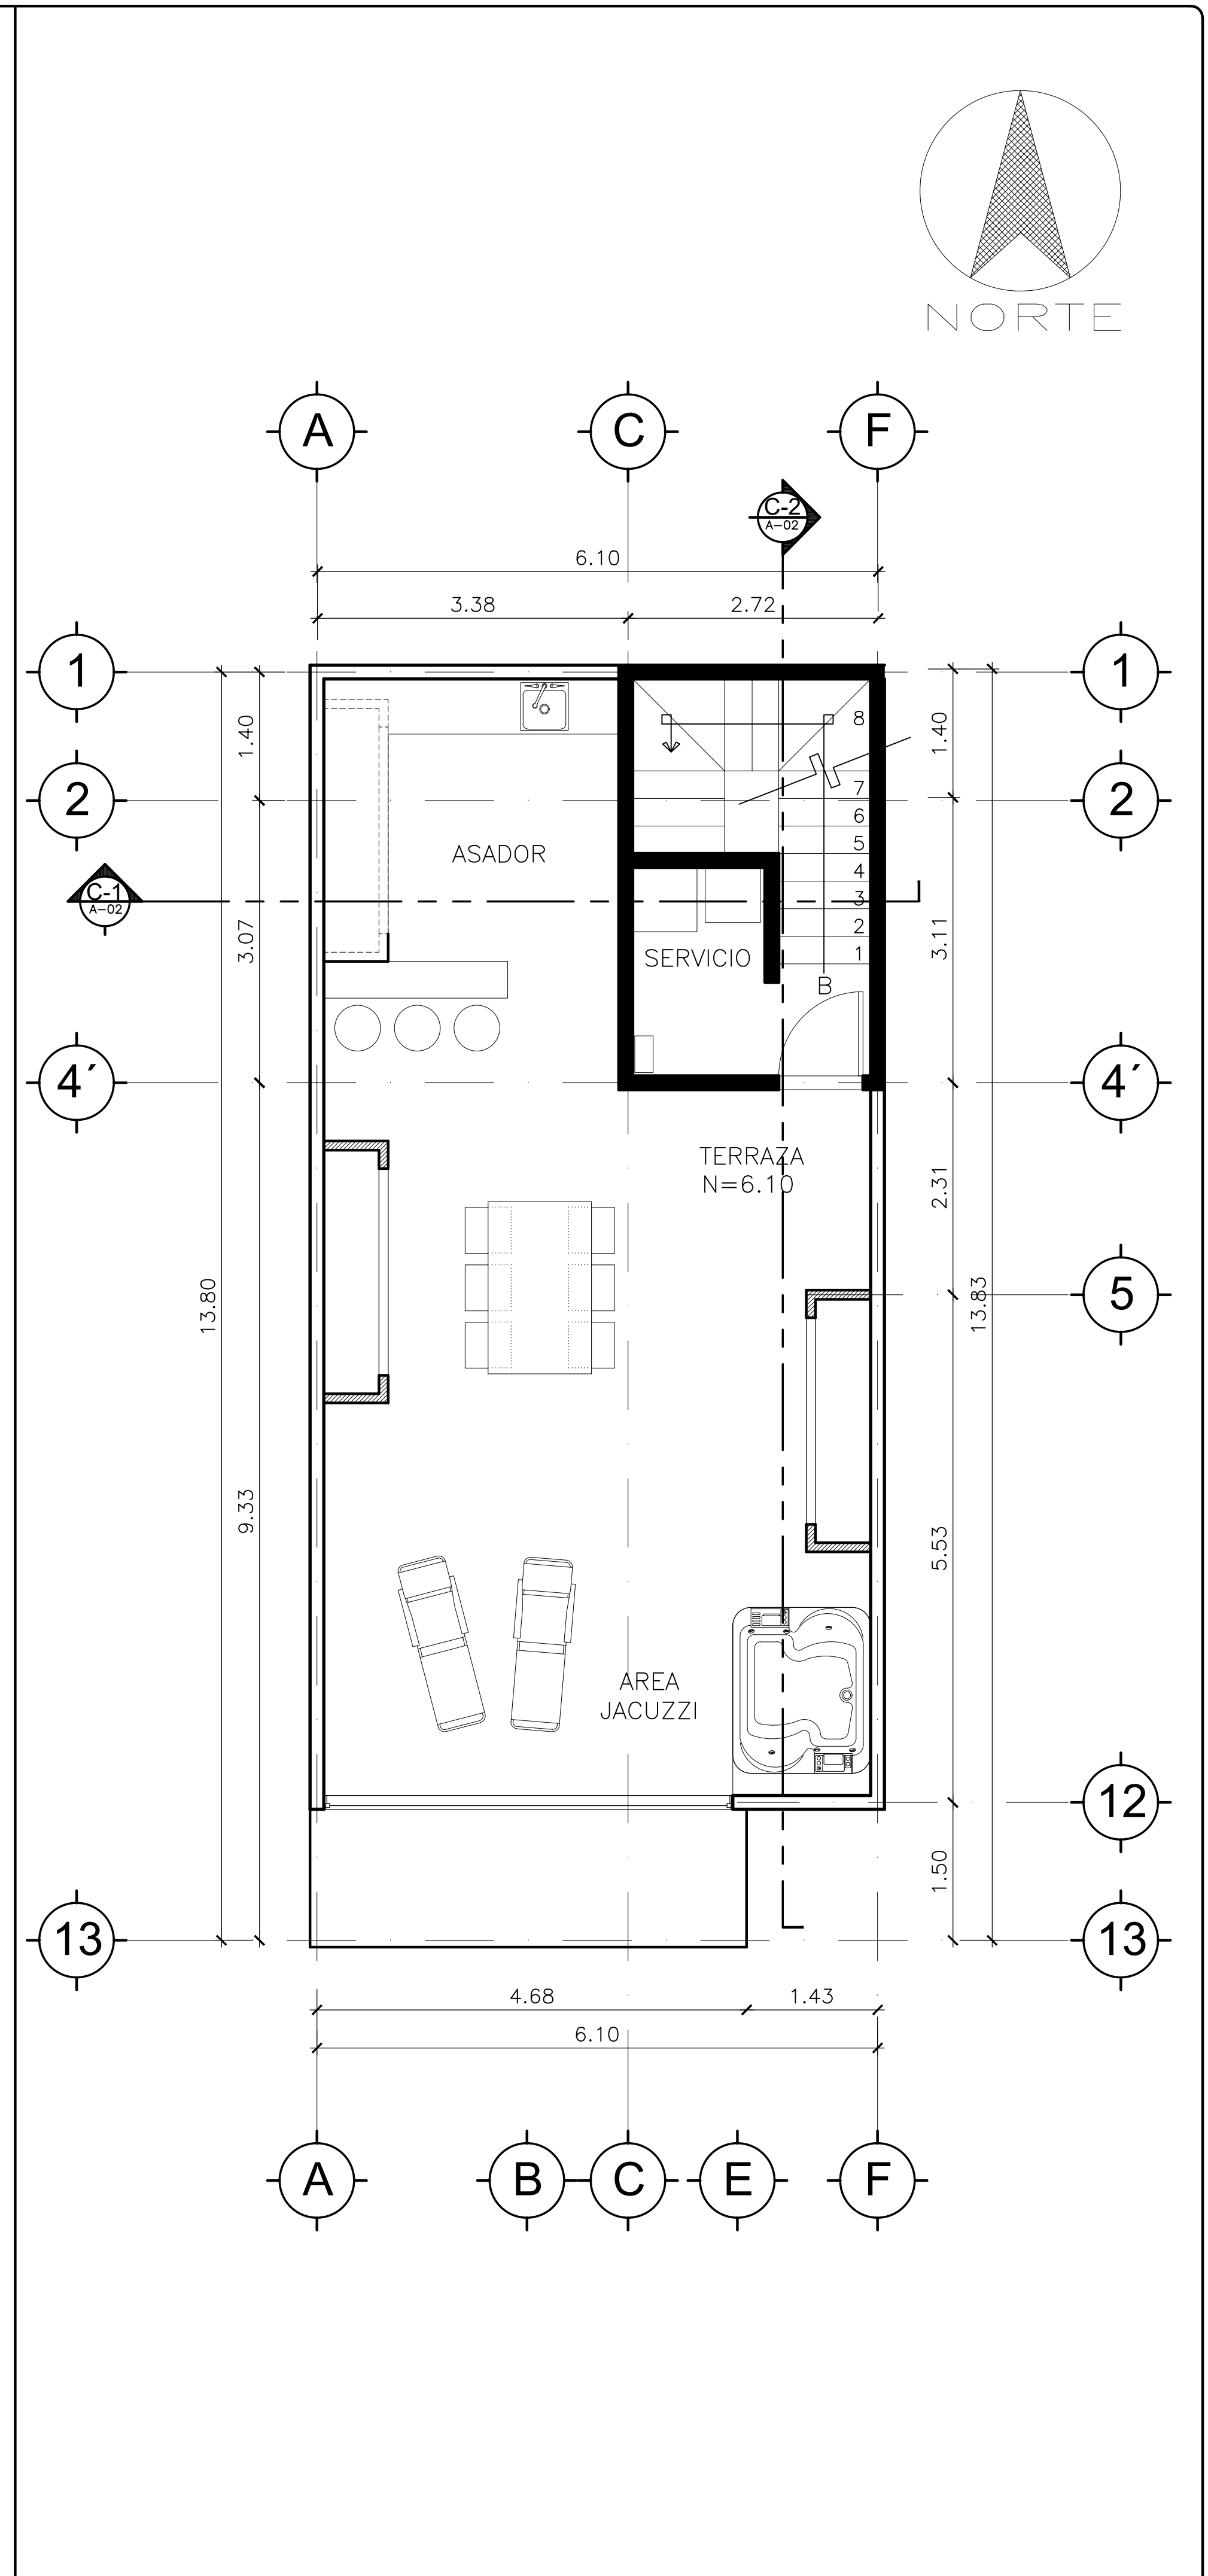 NORTE
A
C
F
C-2
A-02
6.10
3.38
2.72
1
1
1.40
8
1.40
2
7
2
6
ASADOR
5
4
C-1
A-02
3
3.07
2
3.11
SERVICIO
1
B
4´
4´
TERRAZA
N=6.10
2.31
5
13.80
13.83
9.33
5.53
AREA
JACUZZI
12
1.50
13
13
4.68
1.43
6.10
A
B
C
E
F